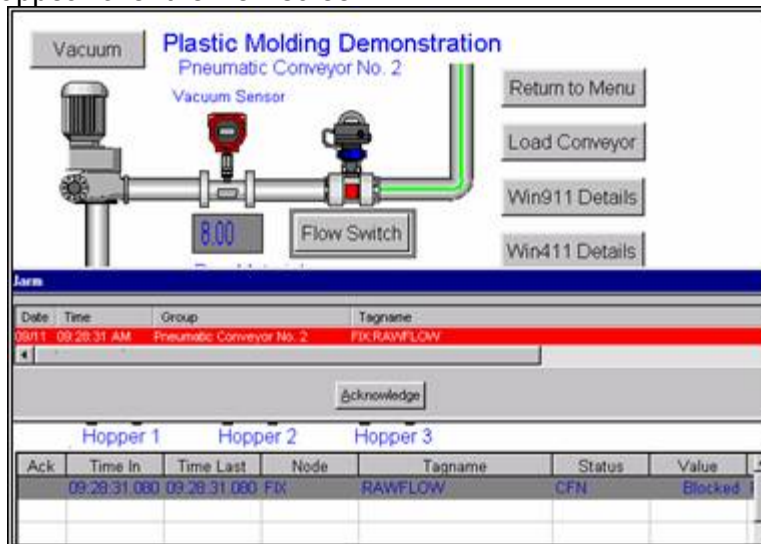 Vacuum
Plastic Molding Demonstration
Pneumatic Conveyor No. 2
Vacuum Sensor
Return to Menu
Load Conveyor
8.00
Flow Switch
Win911 Details
Win411 Details
larm
Date Time Group Tagname
09/11 09:28:31 AM Pneumatic Conveyor No. 2 FIX:RAWFLOW
Acknowledge
Hopper 1 Hopper 2 Hopper 3
Ack Time In Time Last Node Tagname Status Value
09:28:31.080 09:28:31.080 FIX RAWFLOW CFN Blocked